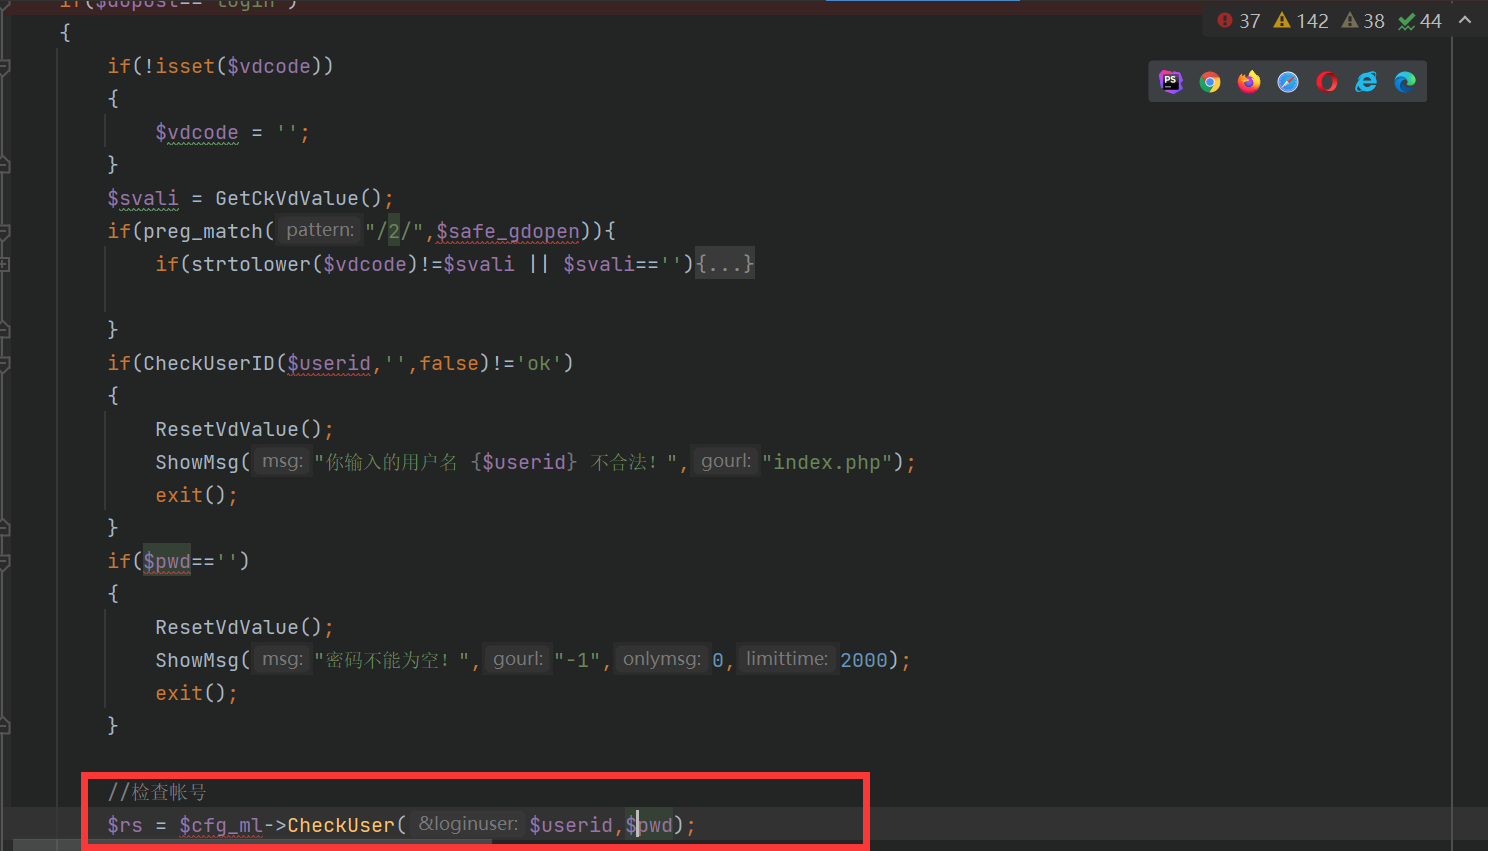 if($dopost=="login")
37 142 38 44
{
if(!isset($vdcode))
{
PS
$vdcode = '';
}
$svali = GetCkVdValue();
if(preg_match( pattern: "/2/",$safe_gdopen)){
if(strtolower($vdcode)!=$svali || $svali==''){...}
}
if(CheckUserID($userid,'',false)!='ok')
{
ResetVdValue();
ShowMsg( msg: "你输入的用户名 {$userid} 不合法！", gourl: "index.php");
exit();
}
if($pwd=='')
{
ResetVdValue();
ShowMsg( msg: "密码不能为空！", gourl: "-1", onlymsg: 0, limittime: 2000);
exit();
}
//检查帐号
$rs = $cfg_ml->CheckUser( &loginuser: $userid,$pwd);